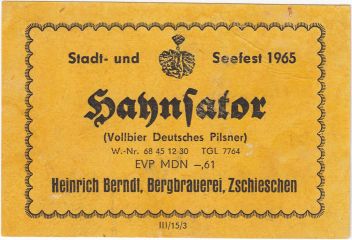 Stadt- und Seefest 1965
Haynsator
(Vollbier Deutsches Pilsner)
W.-Nr. 68 45 12·30 TGL 7764
EVP MDN –,61
Heinrich Berndt, Bergbrauerei, Zschieschen
III/15/3